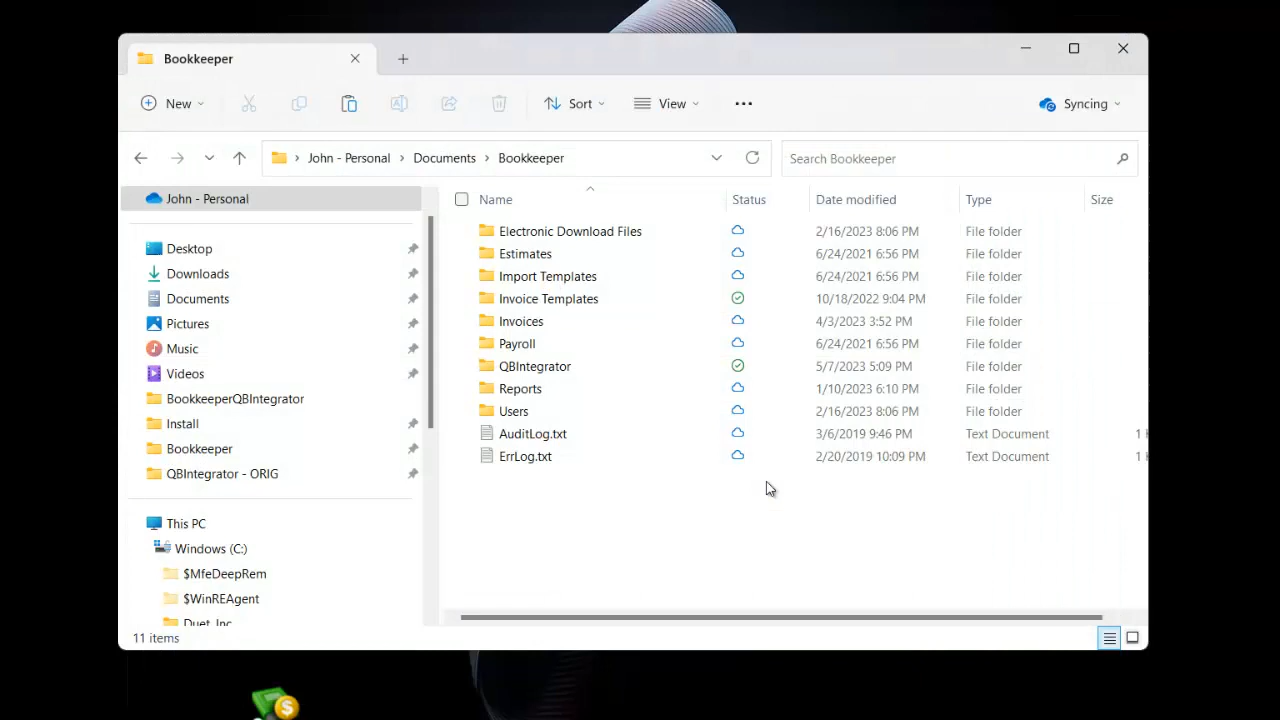 Bookkeeper
New
Sort
View
Syncing
John - Personal > Documents > Bookkeeper
Search Bookkeeper
John - Personal
Desktop
Downloads
Documents
Pictures
Music
Videos
BookkeeperQBIntegrator
Install
Bookkeeper
QBIntegrator - ORIG
This PC
Windows (C:)
$MfeDeepRem
$WinREAgent
Duet, Inc
Name Status Date modified Type Size
Electronic Download Files 2/16/2023 8:06 PM File folder
Estimates 6/24/2021 6:56 PM File folder
Import Templates 6/24/2021 6:56 PM File folder
Invoice Templates 10/18/2022 9:04 PM File folder
Invoices 4/3/2023 3:52 PM File folder
Payroll 6/24/2021 6:56 PM File folder
QBIntegrator 5/7/2023 5:09 PM File folder
Reports 1/10/2023 6:10 PM File folder
Users 2/16/2023 8:06 PM File folder
AuditLog.txt 3/6/2019 9:46 PM Text Document 1
ErrLog.txt 2/20/2019 10:09 PM Text Document 1
11 items